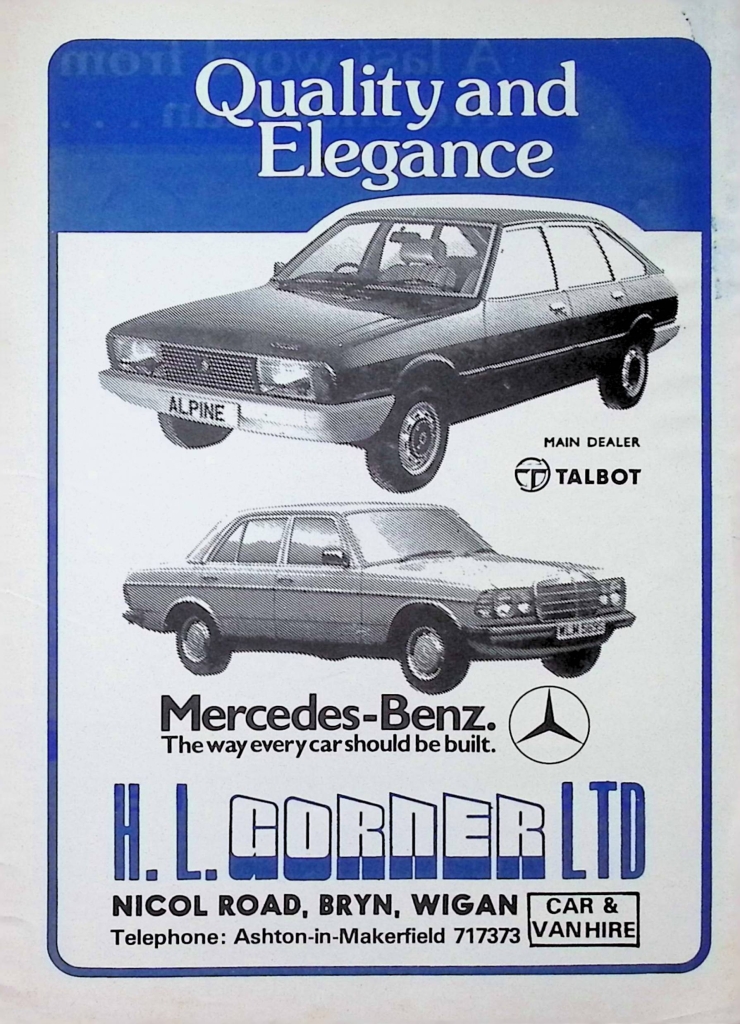 Quality and
Elegance
ALPINE
MAIN DEALER
TALBOT
Mercedes-Benz.
The way every car should be built.
H. L. GORNER LTD
NICOL ROAD, BRYN, WIGAN
Telephone: Ashton-in-Makerfield 717373
CAR &
VAN HIRE